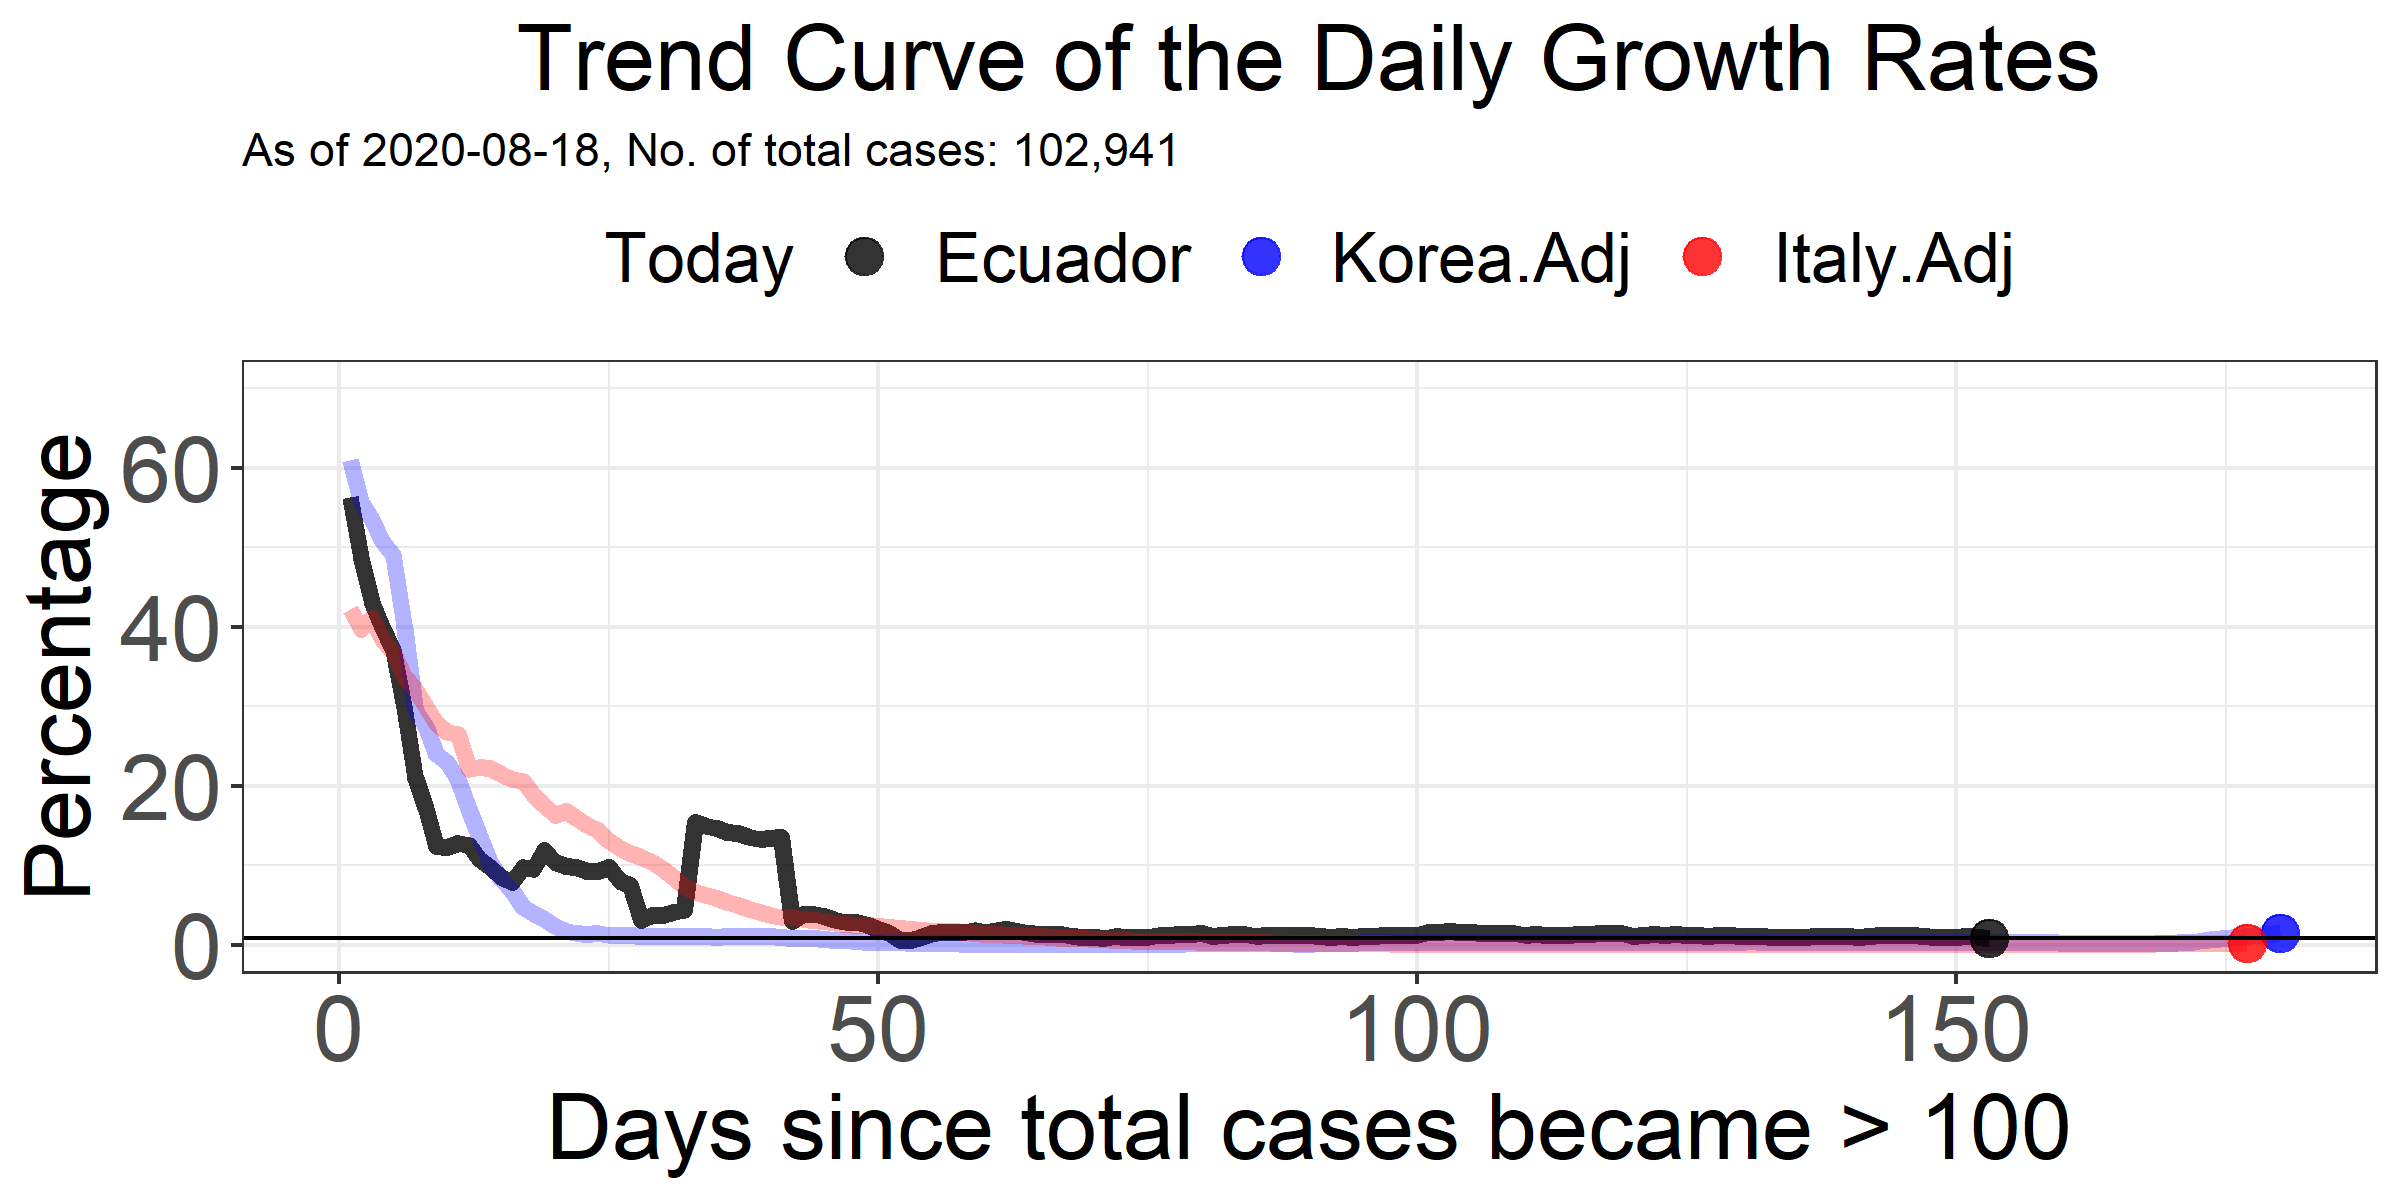 Trend Curve of the Daily Growth Rates
As of 2020-08-18, No. of total cases: 102,941
Today Ecuador Korea.Adj Italy.Adj
Percentage
60
40
20
0
0 50 100 150
Days since total cases became > 100